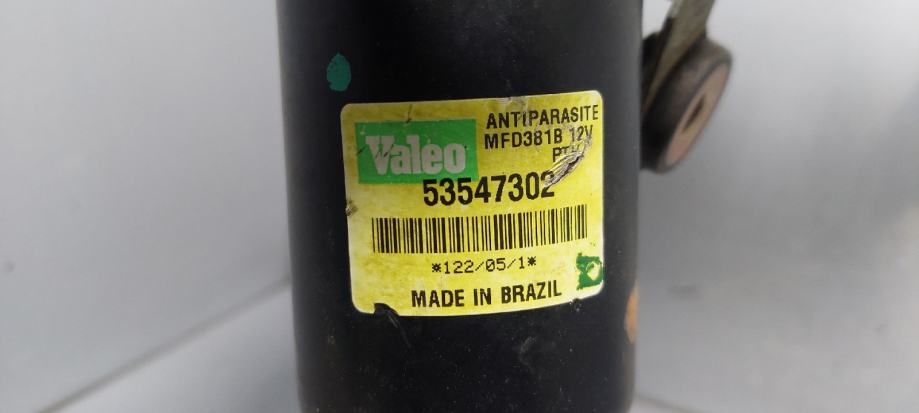 Valeo
ANTIPARASITE
MFD381B 12V
53547302
*122/05/1*
MADE IN BRAZIL